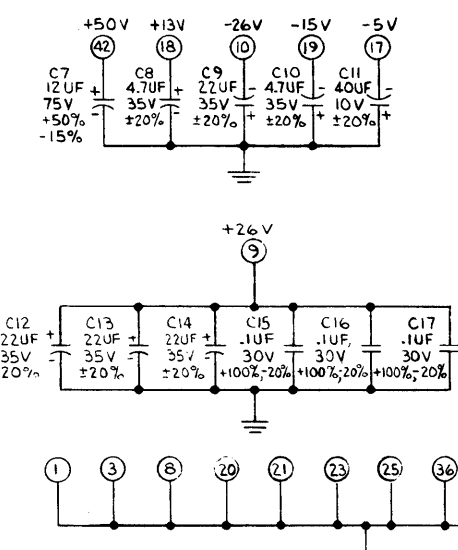 +50V +13V -26V -15V -5V
42 18 10 19 17
C7 C8 C9 C10 C11
12UF 4.7UF 22UF 4.7UF 40UF
75V 35V 35V 35V 10V
+50% ±20% ±20% ±20% ±20%
-15%
+26V
9
C12 C13 C14 C15 C16 C17
22UF 22UF 22UF .1UF .1UF, .1UF
35V 35V 35V 30V 30V 30V
20% ±20% ±20% +100%,-20% +100%,-20% +100%,-20%
1 3 8 20 21 23 25 36